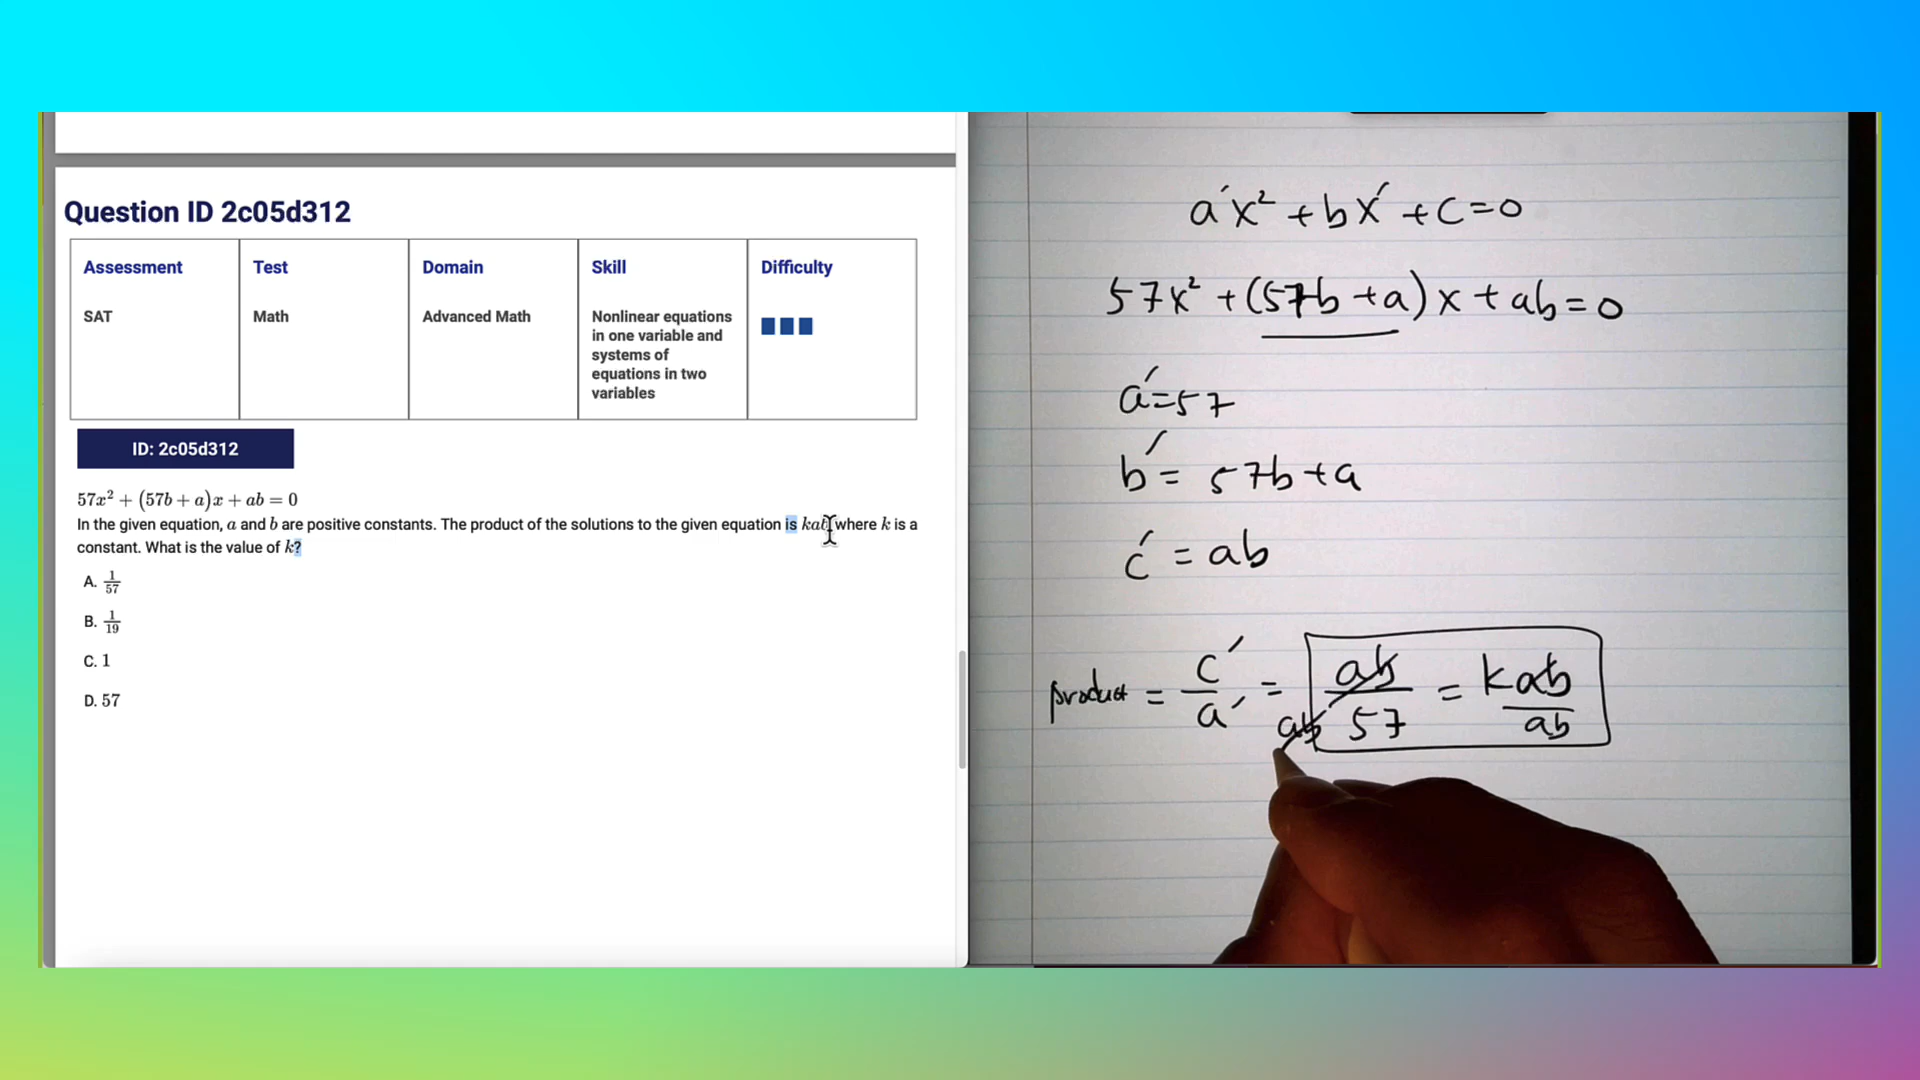 Question ID 2c05d312
Assessment Test Domain Skill Difficulty
SAT Math Advanced Math Nonlinear equations
in one variable and
systems of
equations in two
variables
ID: 2c05d312
57x² + (57b + a)x + ab = 0
In the given equation, a and b are positive constants. The product of the solutions to the given equation is kab where k is a
constant. What is the value of k?
A. 1/57
B. 1/19
C. 1
D. 57
a′x² + bx′ + c = 0
57x² + (57b + a)x + ab = 0
a′ = 57
b′ = 57b + a
c′ = ab
product = c′/a′ = ab/ab 57 = kab/ab